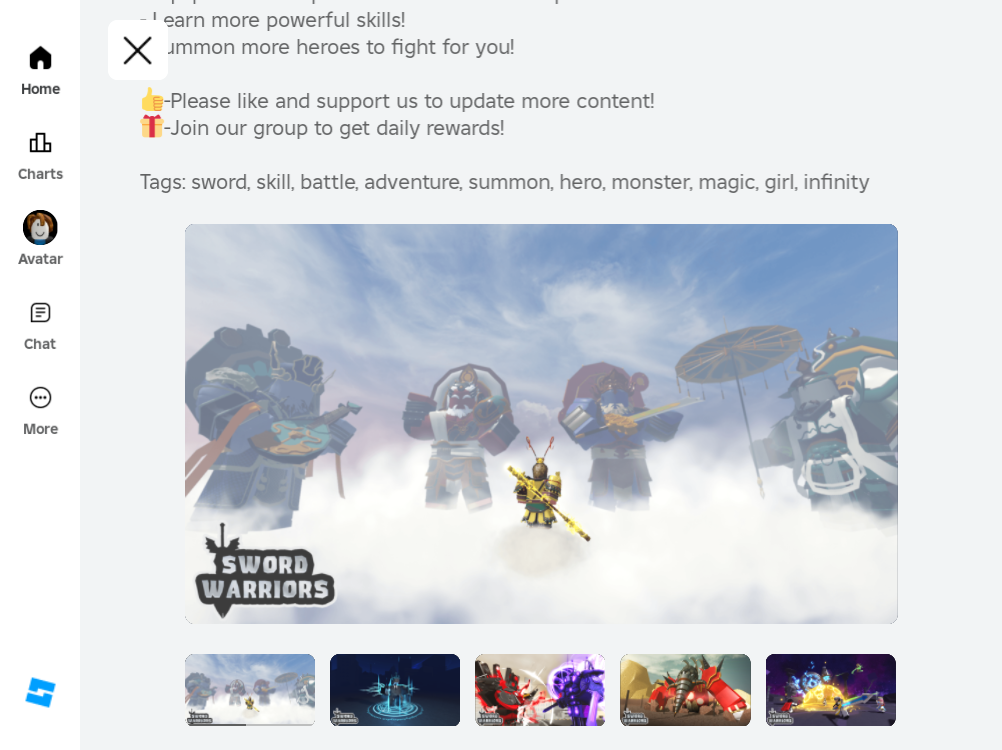 Learn more powerful skills!
ummon more heroes to fight for you!
👍-Please like and support us to update more content!
🎁-Join our group to get daily rewards!
Tags: sword, skill, battle, adventure, summon, hero, monster, magic, girl, infinity
Home
Charts
Avatar
Chat
More
SWORD
WARRIORS